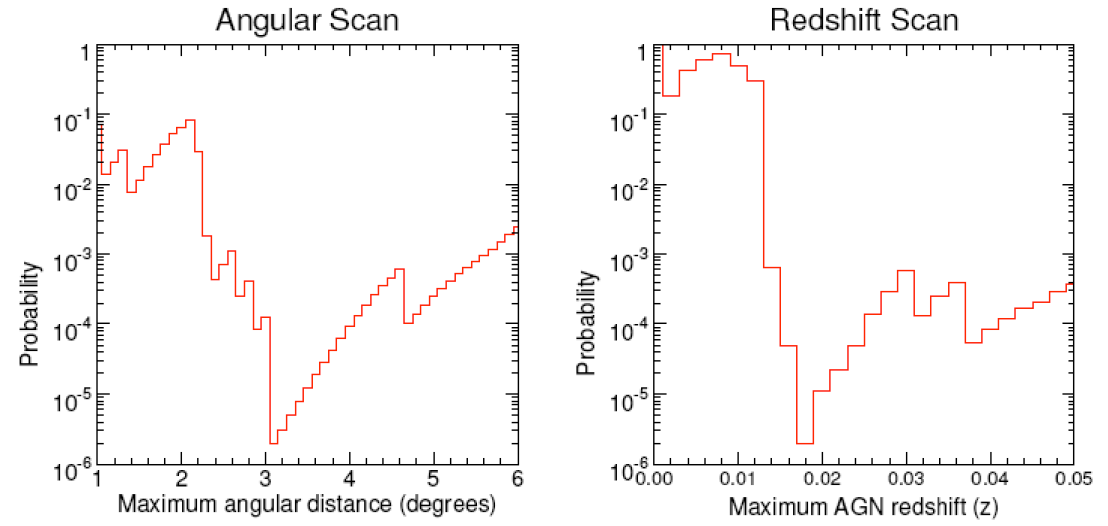 Angular Scan
Probability
1
10-1
10-2
10-3
10-4
10-5
10-6
1 2 3 4 5 6
Maximum angular distance (degrees)
Redshift Scan
Probability
1
10-1
10-2
10-3
10-4
10-5
10-6
0.00 0.01 0.02 0.03 0.04 0.05
Maximum AGN redshift (z)